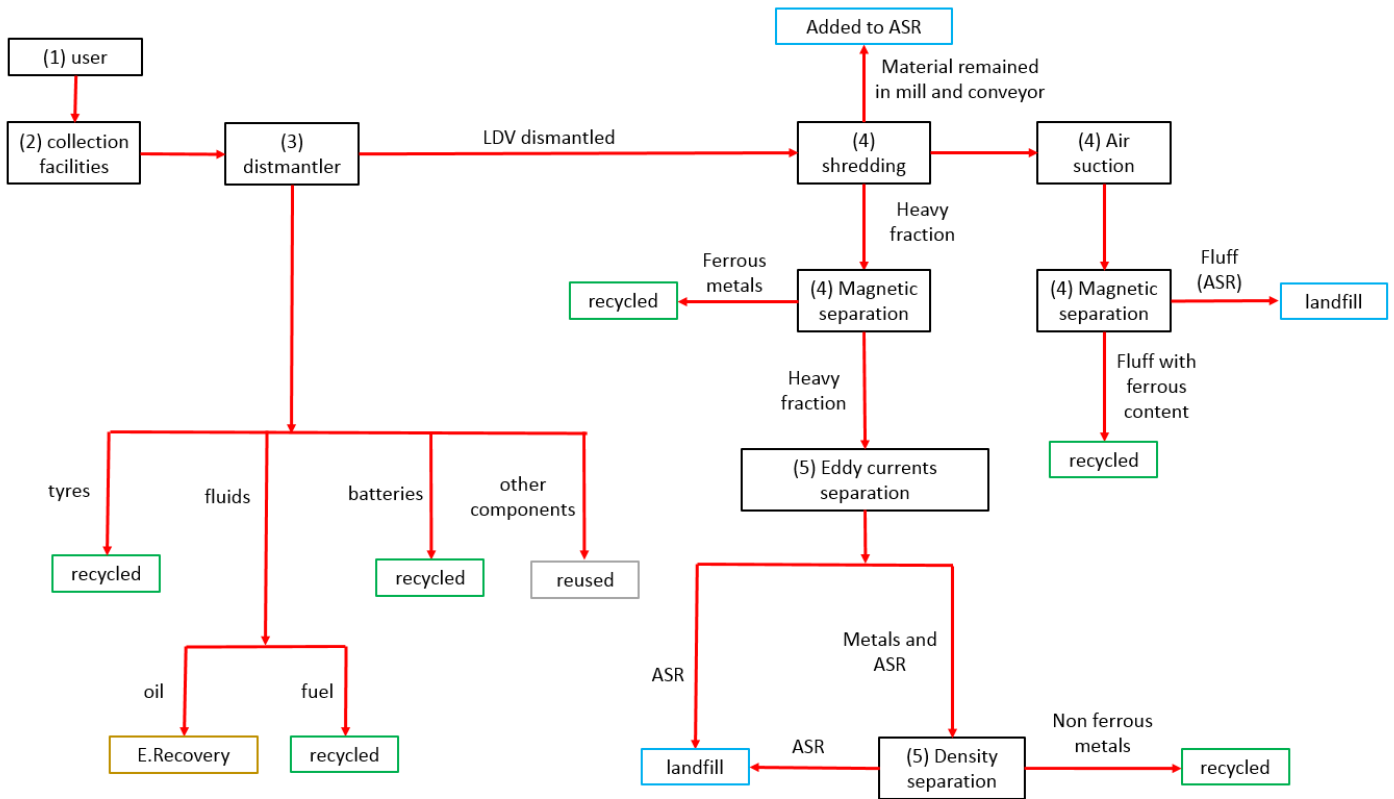 Added to ASR
(1) user
Material remained
in mill and conveyor
(2) collection
facilities
(3)
distmantler
LDV dismantled
(4)
shredding
(4) Air
suction
Heavy
fraction
Ferrous
metals
Fluff
(ASR)
recycled
(4) Magnetic
separation
(4) Magnetic
separation
landfill
Heavy
fraction
Fluff with
ferrous
content
recycled
(5) Eddy currents
separation
tyres
fluids
batteries
other
components
recycled
recycled
reused
Metals and
ASR
ASR
oil
fuel
Non ferrous
metals
E.Recovery
recycled
landfill
ASR
(5) Density
separation
recycled